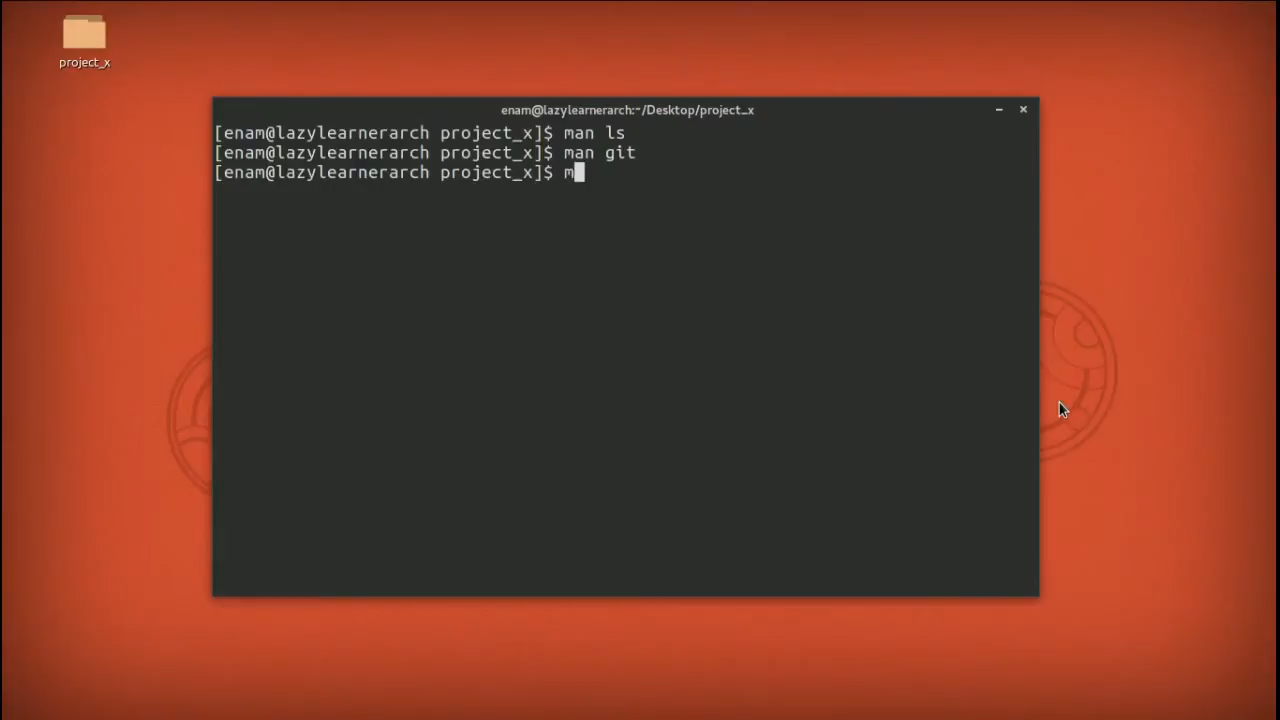 project_x
enam@lazylearnerarch:~/Desktop/project_x
[enam@lazylearnerarch project_x]$ man ls
[enam@lazylearnerarch project_x]$ man git
[enam@lazylearnerarch project_x]$ m